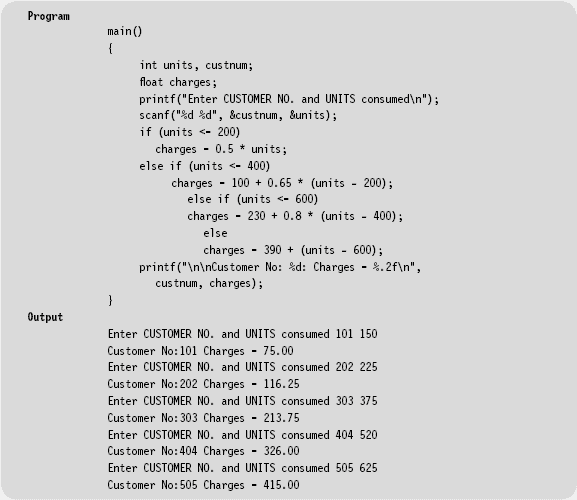 Program
main()
{
int units, custnum;
float charges;
printf("Enter CUSTOMER NO. and UNITS consumed\n");
scanf("%d %d", &custnum, &units);
if (units <= 200)
charges = 0.5 * units;
else if (units <= 400)
charges = 100 + 0.65 * (units - 200);
else if (units <= 600)
charges = 230 + 0.8 * (units - 400);
else
charges = 390 + (units - 600);
printf("\n\nCustomer No: %d: Charges = %.2f\n",
custnum, charges);
}
Output
Enter CUSTOMER NO. and UNITS consumed 101 150
Customer No:101 Charges = 75.00
Enter CUSTOMER NO. and UNITS consumed 202 225
Customer No:202 Charges = 116.25
Enter CUSTOMER NO. and UNITS consumed 303 375
Customer No:303 Charges = 213.75
Enter CUSTOMER NO. and UNITS consumed 404 520
Customer No:404 Charges = 326.00
Enter CUSTOMER NO. and UNITS consumed 505 625
Customer No:505 Charges = 415.00